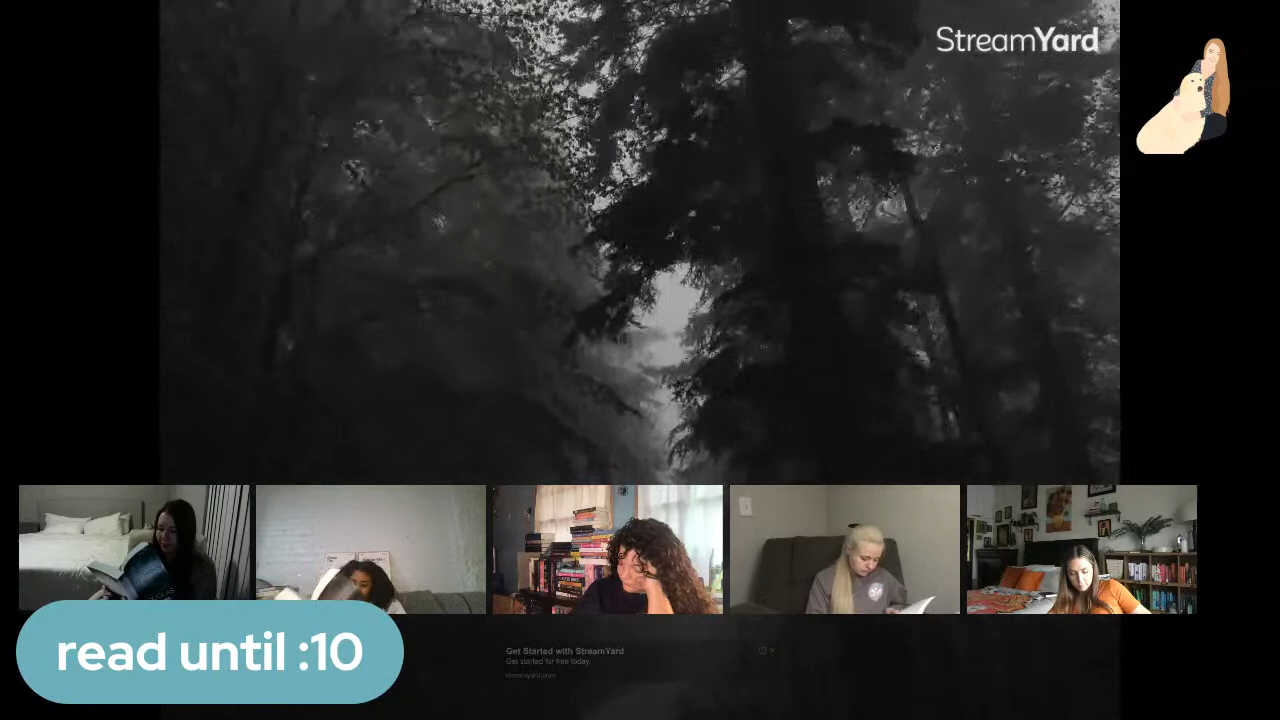 StreamYard
read until :10
Get Started with StreamYard
Get started for free today.
streamyard.com